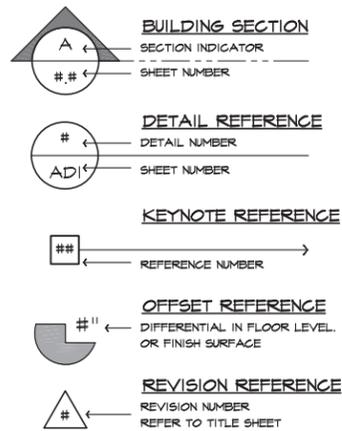 BUILDING SECTION
A
SECTION INDICATOR
#.#
SHEET NUMBER
DETAIL REFERENCE
#
DETAIL NUMBER
AD1
SHEET NUMBER
KEYNOTE REFERENCE
##
REFERENCE NUMBER
OFFSET REFERENCE
#"
DIFFERENTIAL IN FLOOR LEVEL.
OR FINISH SURFACE
REVISION REFERENCE
#
REVISION NUMBER
REFER TO TITLE SHEET